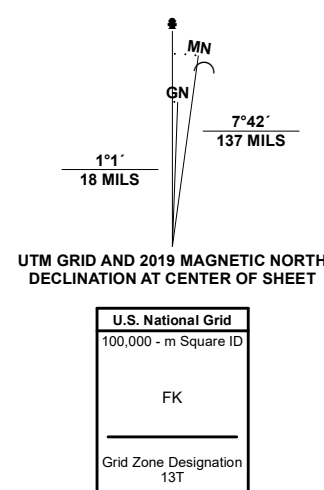 MN
GN
7°42´
137 MILS
1°1´
18 MILS
UTM GRID AND 2019 MAGNETIC NORTH
DECLINATION AT CENTER OF SHEET
U.S. National Grid
100,000 - m Square ID
FK
Grid Zone Designation
13T